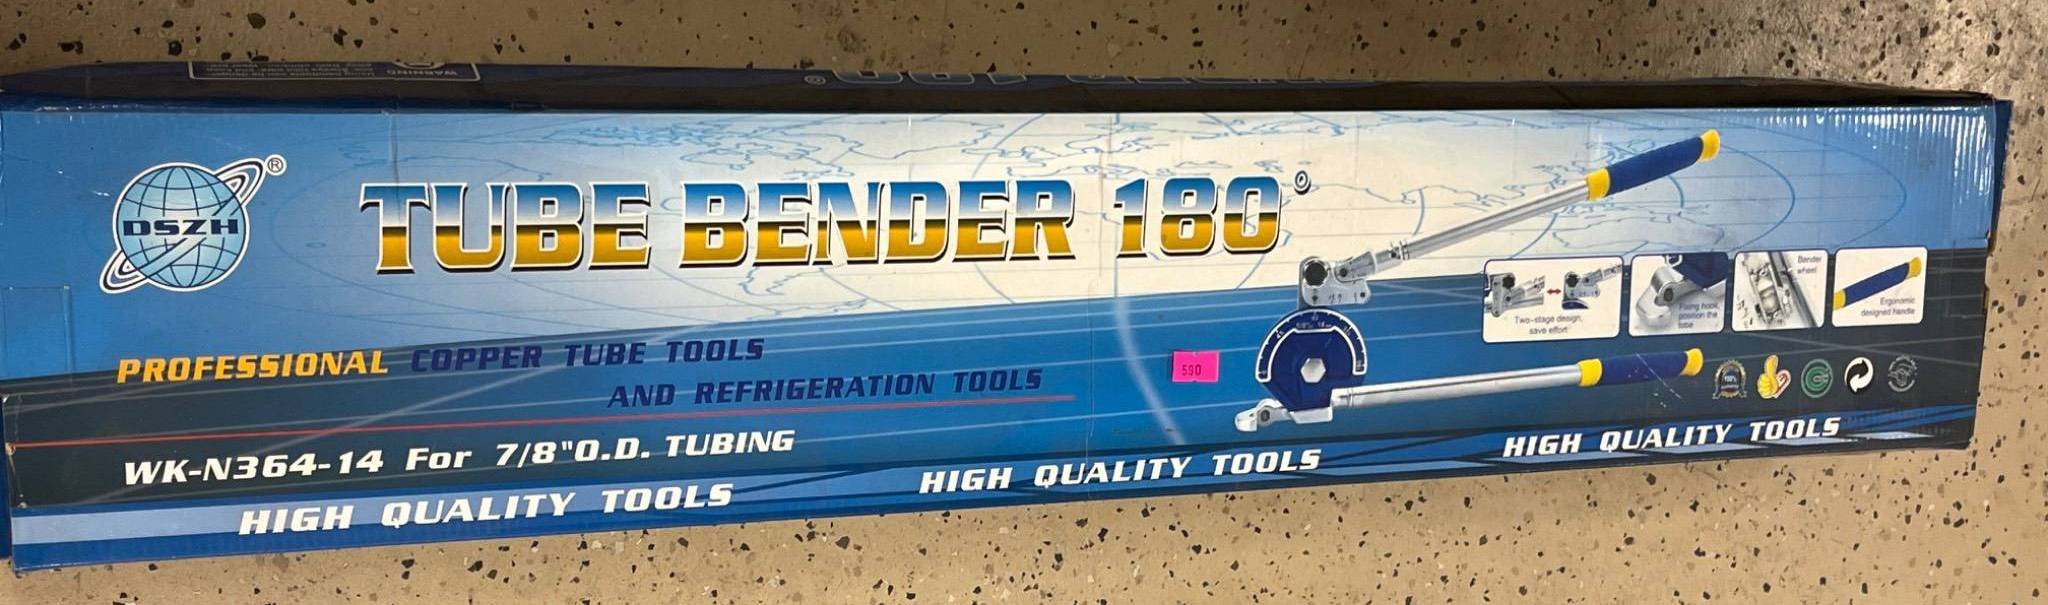 WARNING
DSZH
®
TUBE BENDER 180°
PROFESSIONAL COPPER TUBE TOOLS
AND REFRIGERATION TOOLS
590
WK-N364-14 For 7/8"O.D. TUBING
HIGH QUALITY TOOLS
HIGH QUALITY TOOLS
HIGH QUALITY TOOLS
Two-stage design,
save effort
Fixing hook,
position the
tube
Bender
wheel
Ergonomic
designed handle
100%